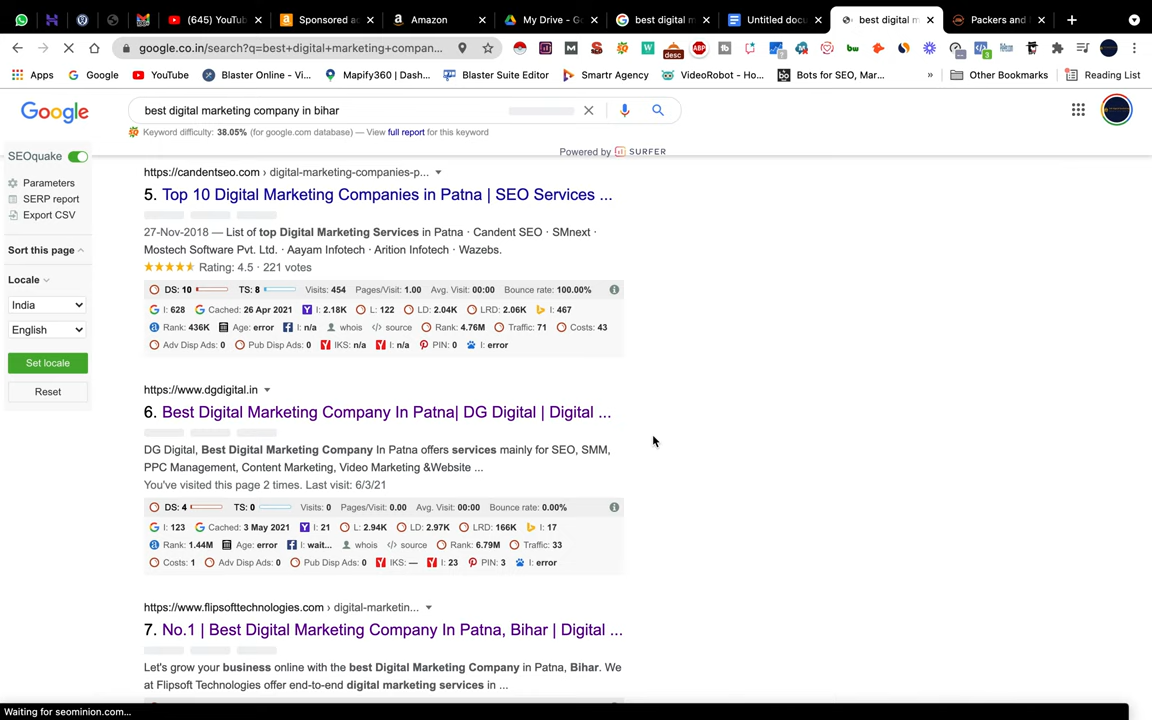 (645) YouTub
Sponsored ac
Amazon
My Drive - Go
best digital m
Untitled docu
best digital m
Packers and
google.co.in/search?q=best+digital+marketing+compan...
Apps
Google
YouTube
Blaster Online - Vi...
Mapify360 | Dash...
Blaster Suite Editor
Smartr Agency
VideoRobot - Ho...
Bots for SEO, Mar...
»
Other Bookmarks
Reading List
Google
best digital marketing company in bihar
Keyword difficulty: 38.05% (for google.com database) — View full report for this keyword
Powered by SURFER
SEOquake
Parameters
SERP report
Export CSV
Sort this page
Locale
India
English
Set locale
Reset
https://candentseo.com › digital-marketing-companies-p...
5. Top 10 Digital Marketing Companies in Patna | SEO Services ...
27-Nov-2018 — List of top Digital Marketing Services in Patna · Candent SEO · SMnext ·
Mostech Software Pvt. Ltd. · Aayam Infotech · Arition Infotech · Wazebs.
Rating: 4.5 · 221 votes
DS: 10 TS: 8 Visits: 454 Pages/Visit: 1.00 Avg. Visit: 00:00 Bounce rate: 100.00%
I: 628 Cached: 26 Apr 2021 I: 2.18K L: 122 LD: 2.04K LRD: 2.06K I: 467
Rank: 436K Age: error I: n/a whois </> source Rank: 4.76M Traffic: 71 Costs: 43
Adv Disp Ads: 0 Pub Disp Ads: 0 IKS: n/a I: n/a PIN: 0 I: error
https://www.dgdigital.in
6. Best Digital Marketing Company In Patna| DG Digital | Digital ...
DG Digital, Best Digital Marketing Company In Patna offers services mainly for SEO, SMM,
PPC Management, Content Marketing, Video Marketing &Website ...
You've visited this page 2 times. Last visit: 6/3/21
DS: 4 TS: 0 Visits: 0 Pages/Visit: 0.00 Avg. Visit: 00:00 Bounce rate: 0.00%
I: 123 Cached: 3 May 2021 I: 21 L: 2.94K LD: 2.97K LRD: 166K I: 17
Rank: 1.44M Age: error I: wait... whois </> source Rank: 6.79M Traffic: 33
Costs: 1 Adv Disp Ads: 0 Pub Disp Ads: 0 IKS: — I: 23 PIN: 3 I: error
https://www.flipsofttechnologies.com › digital-marketin...
7. No.1 | Best Digital Marketing Company In Patna, Bihar | Digital ...
Let's grow your business online with the best Digital Marketing Company in Patna, Bihar. We
at Flipsoft Technologies offer end-to-end digital marketing services in ...
Waiting for seominion.com...